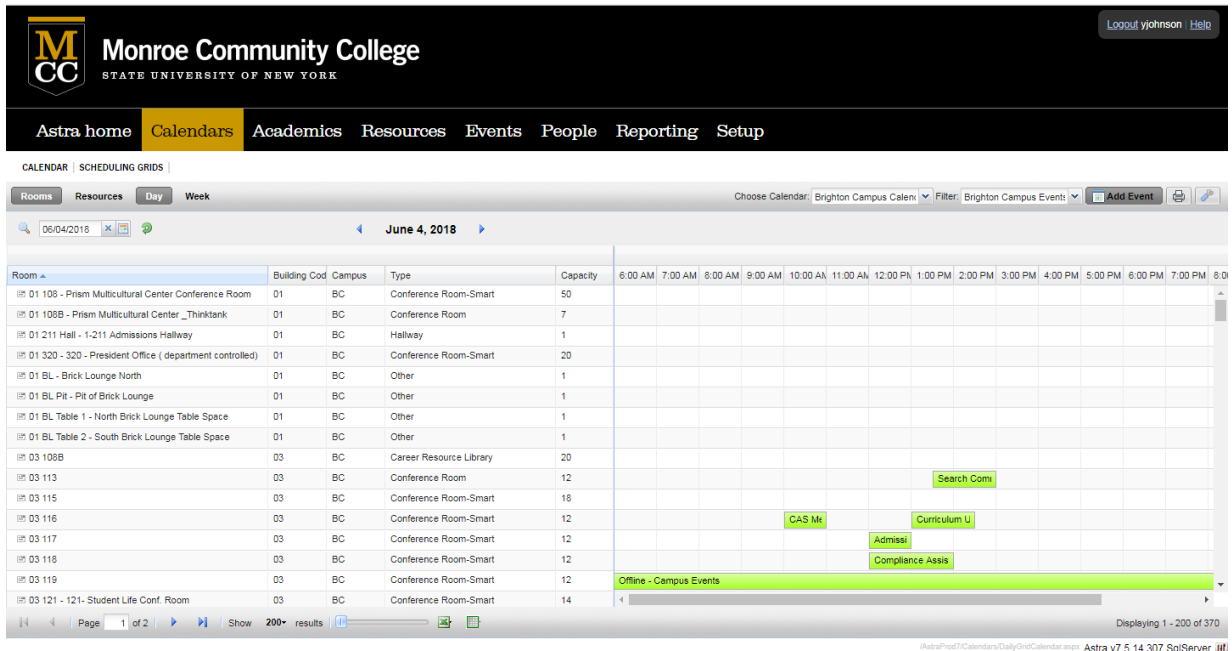 Logout yjohnson | Help
MCC
Monroe Community College
STATE UNIVERSITY OF NEW YORK
Astra home Calendars Academics Resources Events People Reporting Setup
CALENDAR | SCHEDULING GRIDS |
Rooms Resources Day Week Choose Calendar: Brighton Campus Calen Filter: Brighton Campus Events Add Event
06/04/2018 June 4, 2018
Room Building Cod Campus Type Capacity 6:00 AM 7:00 AM 8:00 AM 9:00 AM 10:00 AM 11:00 AM 12:00 PM 1:00 PM 2:00 PM 3:00 PM 4:00 PM 5:00 PM 6:00 PM 7:00 PM 8:0
01 108 - Prism Multicultural Center Conference Room 01 BC Conference Room-Smart 50
01 108B - Prism Multicultural Center _Thinktank 01 BC Conference Room 7
01 211 Hall - 1-211 Admissions Hallway 01 BC Hallway 1
01 320 - 320 - President Office ( department controlled) 01 BC Conference Room-Smart 20
01 BL - Brick Lounge North 01 BC Other 1
01 BL Pit - Pit of Brick Lounge 01 BC Other 1
01 BL Table 1 - North Brick Lounge Table Space 01 BC Other 1
01 BL Table 2 - South Brick Lounge Table Space 01 BC Other 1
03 108B 03 BC Career Resource Library 20
03 113 03 BC Conference Room 12 Search Com
03 115 03 BC Conference Room-Smart 18
03 116 03 BC Conference Room-Smart 12 CAS Me Curriculum U
03 117 03 BC Conference Room-Smart 12 Admissi
03 118 03 BC Conference Room-Smart 12 Compliance Assis
03 119 03 BC Conference Room-Smart 12 Offline - Campus Events
03 121 - 121- Student Life Conf. Room 03 BC Conference Room-Smart 14
Page 1 of 2 Show 200 results Displaying 1 - 200 of 370
/AstraProd7/Calendars/DailyGridCalendar.aspx Astra v7.5.14.307 SqlServer